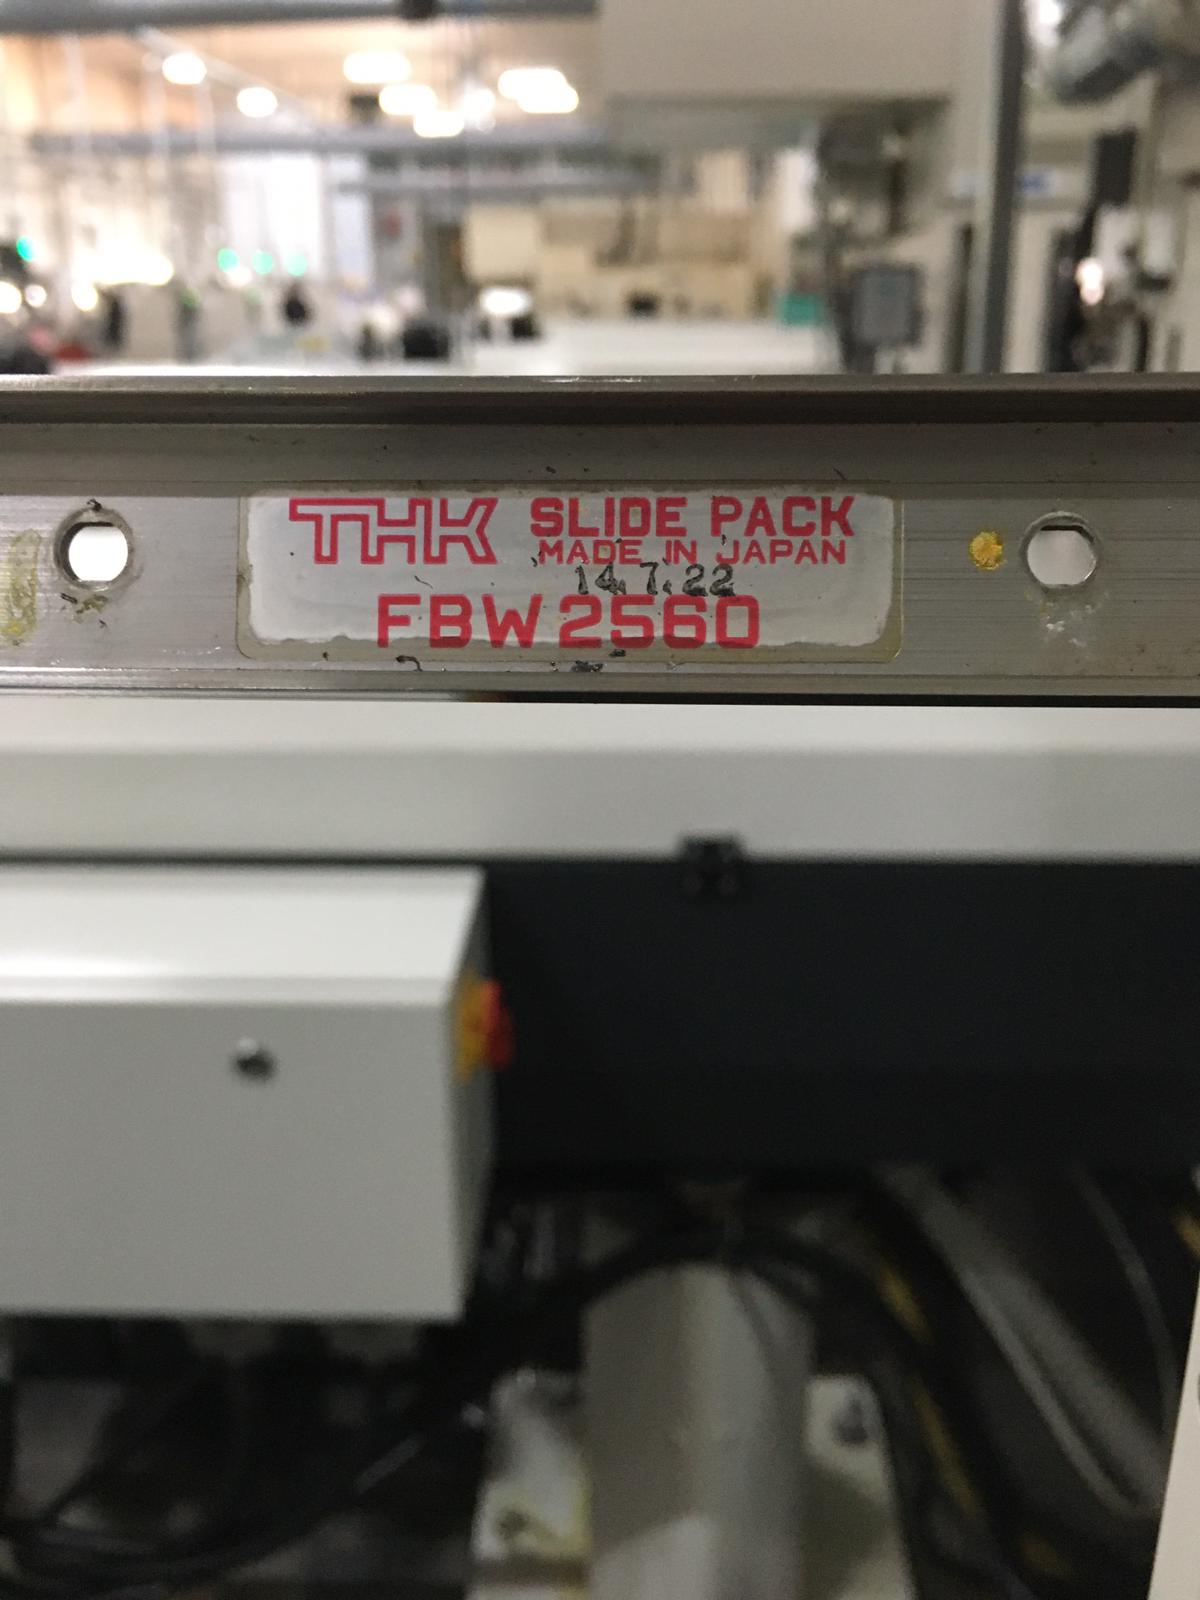 THK SLIDE PACK
MADE IN JAPAN
14.7.22
FBW2560